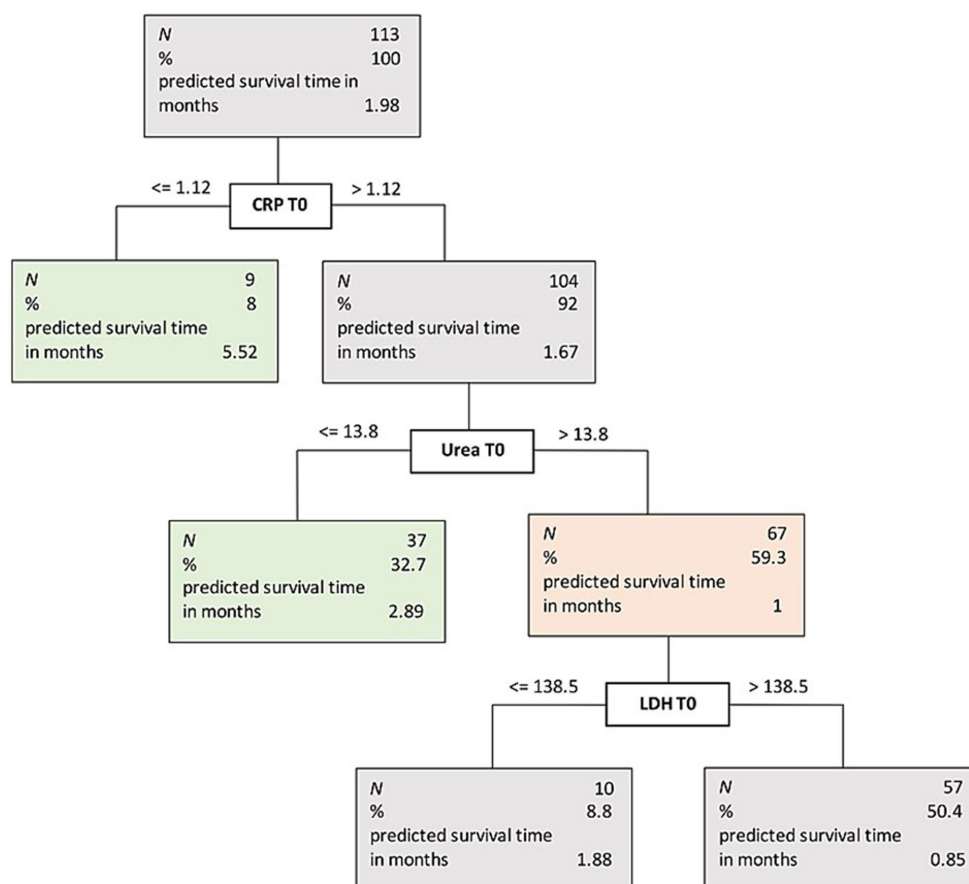 N 113
% 100
predicted survival time in
months 1.98
<= 1.12
> 1.12
CRP T0
N 9
% 8
predicted survival time
in months 5.52
N 104
% 92
predicted survival time
in months 1.67
<= 13.8
> 13.8
Urea T0
N 37
% 32.7
predicted survival time
in months 2.89
N 67
% 59.3
predicted survival time
in months 1
<= 138.5
> 138.5
LDH T0
N 10
% 8.8
predicted survival time
in months 1.88
N 57
% 50.4
predicted survival time
in months 0.85